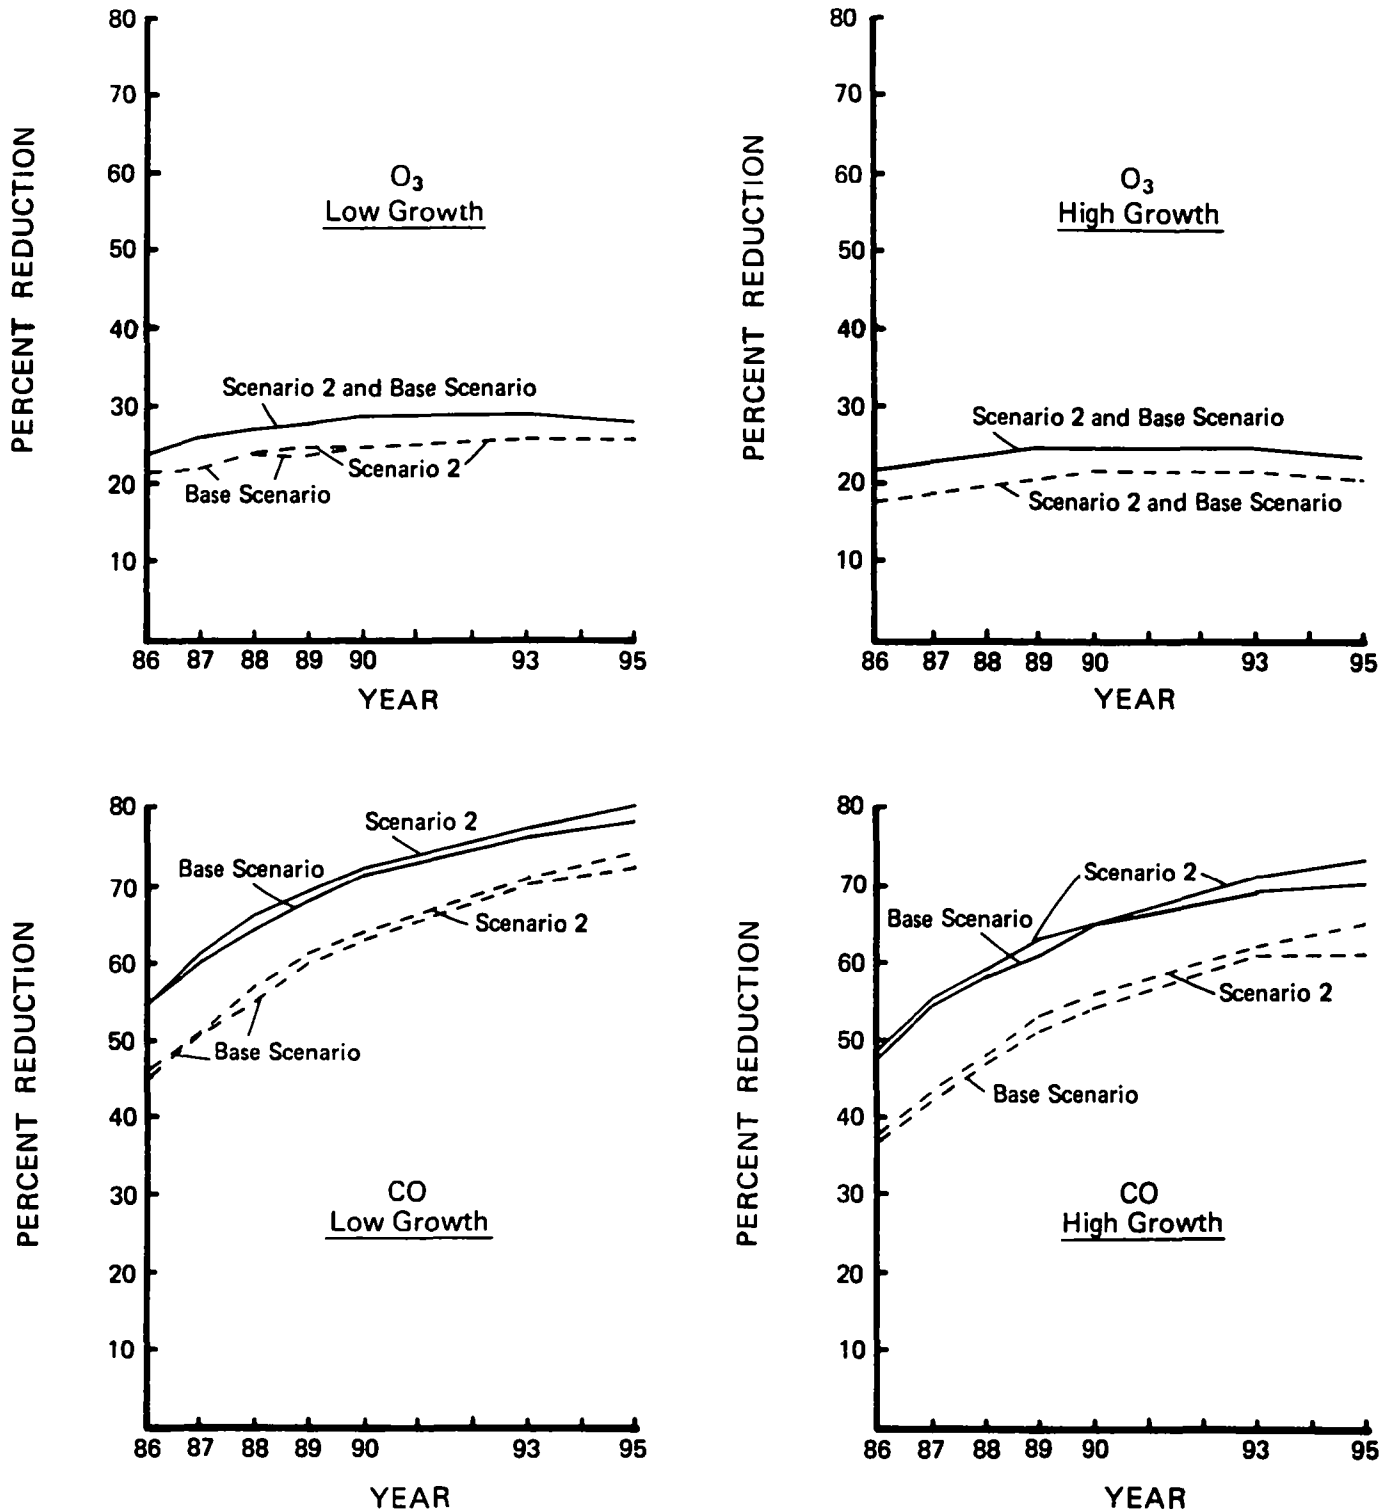 80
70
60
50
40
30
20
10
PERCENT REDUCTION
O₃
Low Growth
Scenario 2 and Base Scenario
Scenario 2
Base Scenario
86 87 88 89 90 93 95
YEAR
80
70
60
50
40
30
20
10
PERCENT REDUCTION
O₃
High Growth
Scenario 2 and Base Scenario
Scenario 2 and Base Scenario
86 87 88 89 90 93 95
YEAR
80
70
60
50
40
30
20
10
PERCENT REDUCTION
Scenario 2
Base Scenario
Scenario 2
Base Scenario
CO
Low Growth
86 87 88 89 90 93 95
YEAR
80
70
60
50
40
30
20
10
PERCENT REDUCTION
Scenario 2
Base Scenario
Scenario 2
Base Scenario
CO
High Growth
86 87 88 89 90 93 95
YEAR